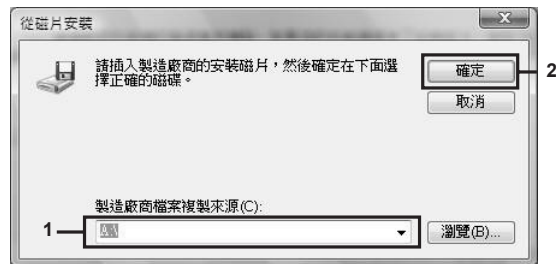 從磁片安裝
請插入製造廠商的安裝磁片，然後確定在下面選
擇正確的磁碟。
確定
2
取消
製造廠商檔案複製來源(C):
1
A:\
瀏覽(B)...